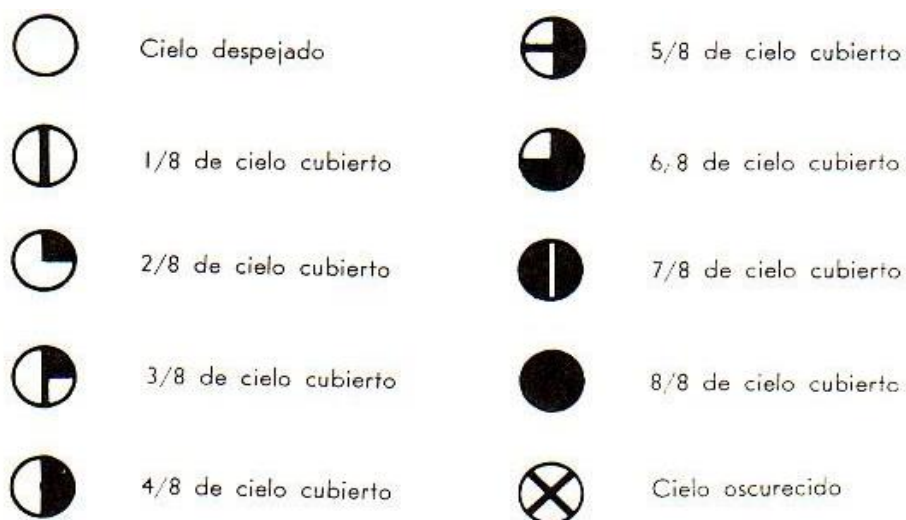 Cielo despejado
1/8 de cielo cubierto
2/8 de cielo cubierto
3/8 de cielo cubierto
4/8 de cielo cubierto
5/8 de cielo cubierto
6/8 de cielo cubierto
7/8 de cielo cubierto
8/8 de cielo cubierto
Cielo oscurecido